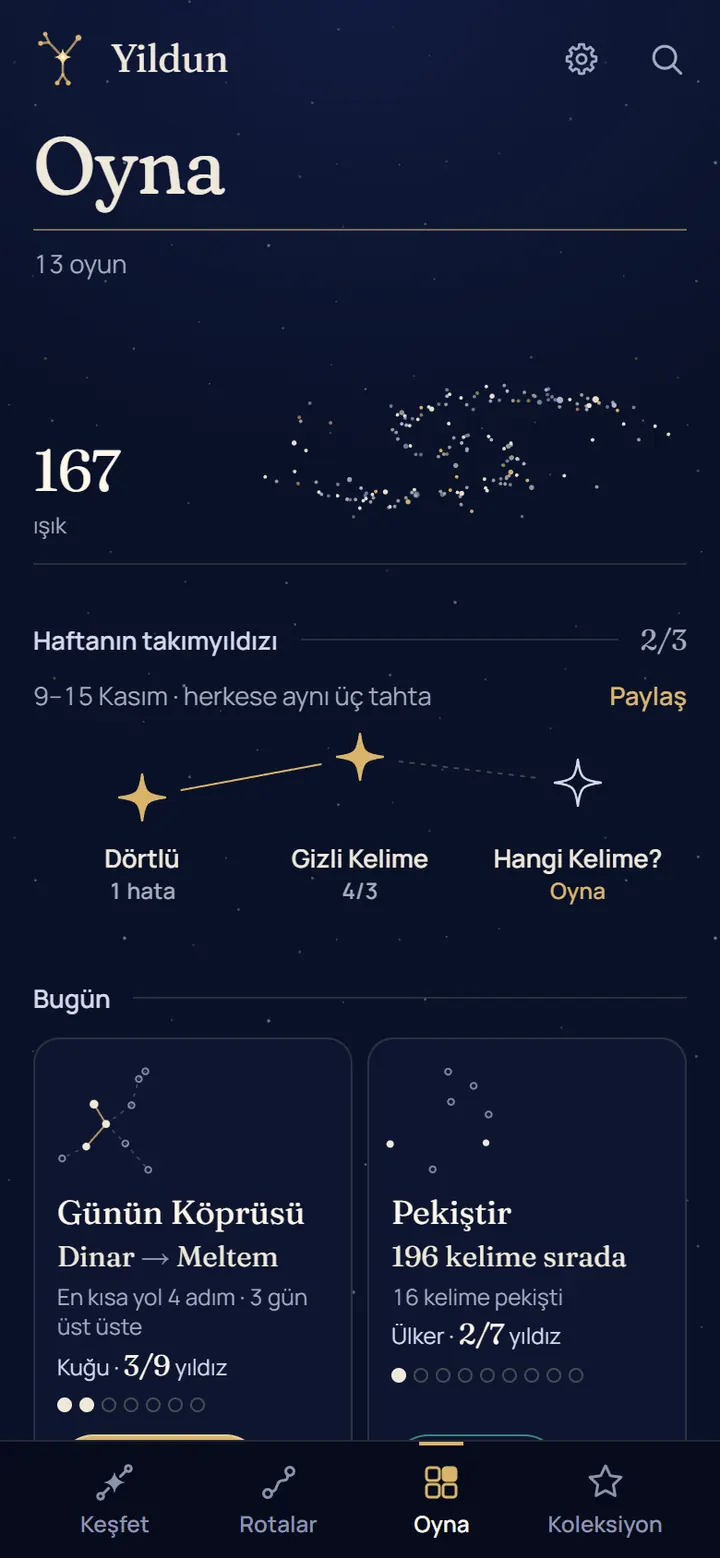 Yildun
Oyna
13 oyun
167
ışık
Haftanın takımyıldızı 2/3
9–15 Kasım · herkese aynı üç tahta Paylaş
Dörtlü
1 hata
Gizli Kelime
4/3
Hangi Kelime?
Oyna
Bugün
Günün Köprüsü
Dinar → Meltem
En kısa yol 4 adım · 3 gün
üst üste
Kuğu · 3/9 yıldız
Pekiştir
196 kelime sırada
16 kelime pekişti
Ülker · 2/7 yıldız
Keşfet
Rotalar
Oyna
Koleksiyon